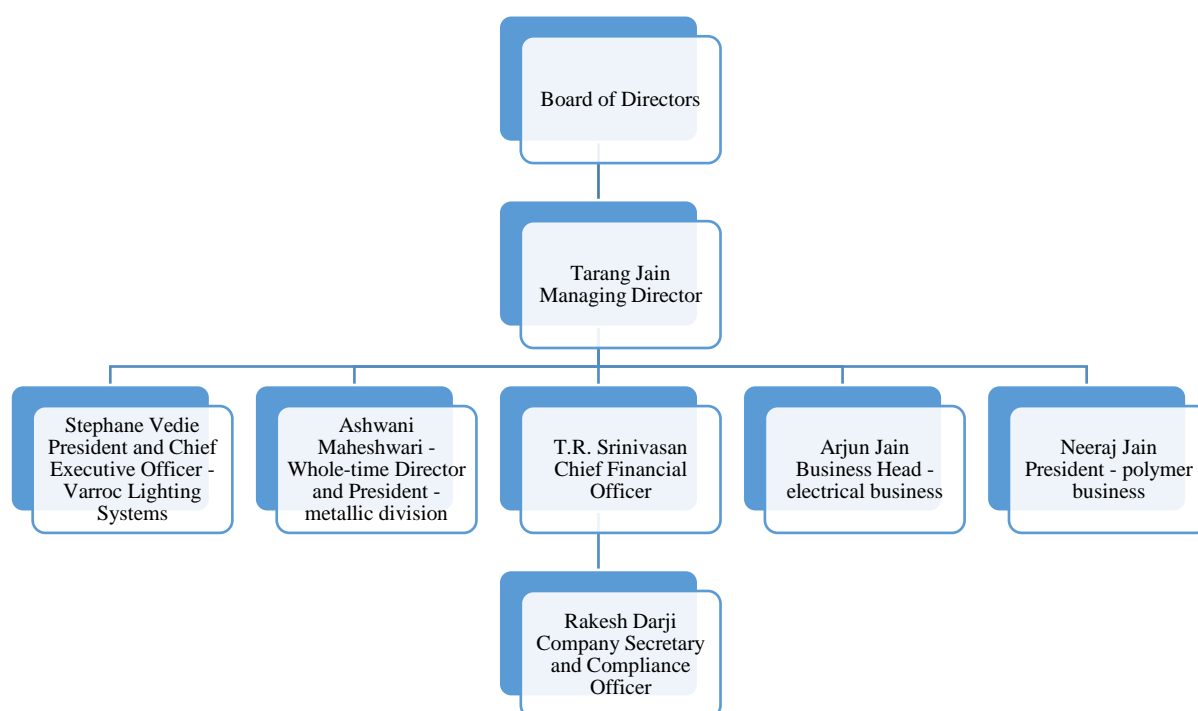 Board of Directors
Tarang Jain
Managing Director
Stephane Vedie
President and Chief
Executive Officer -
Varroc Lighting
Systems
Ashwani
Maheshwari -
Whole-time Director
and President -
metallic division
T.R. Srinivasan
Chief Financial
Officer
Arjun Jain
Business Head -
electrical business
Neeraj Jain
President - polymer
business
Rakesh Darji
Company Secretary
and Compliance
Officer